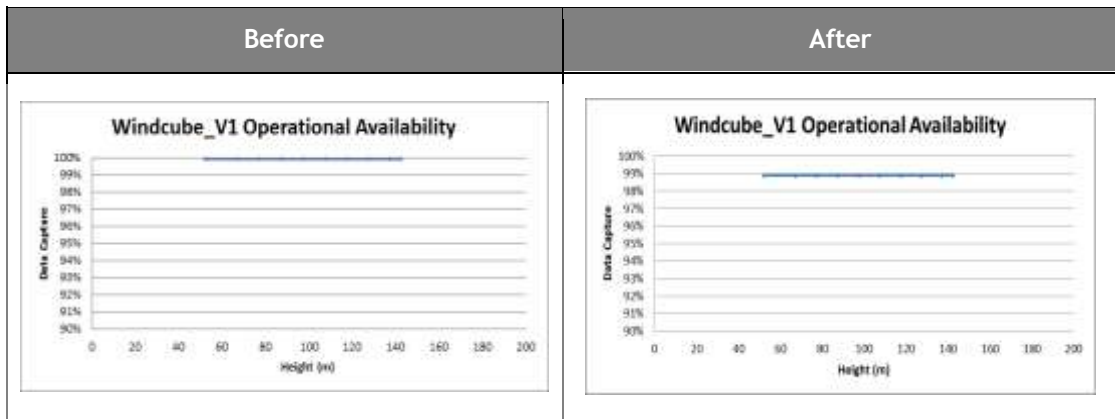 Before
After
Windcube_V1 Operational Availability
100%
99%
98%
97%
96%
95%
94%
93%
92%
91%
90%
Data Capture
0 20 40 60 80 100 120 140 160 180 200
Height (m)
Windcube_V1 Operational Availability
100%
99%
98%
97%
96%
95%
94%
93%
92%
91%
90%
Data Capture
0 20 40 60 80 100 120 140 160 180 200
Height (m)